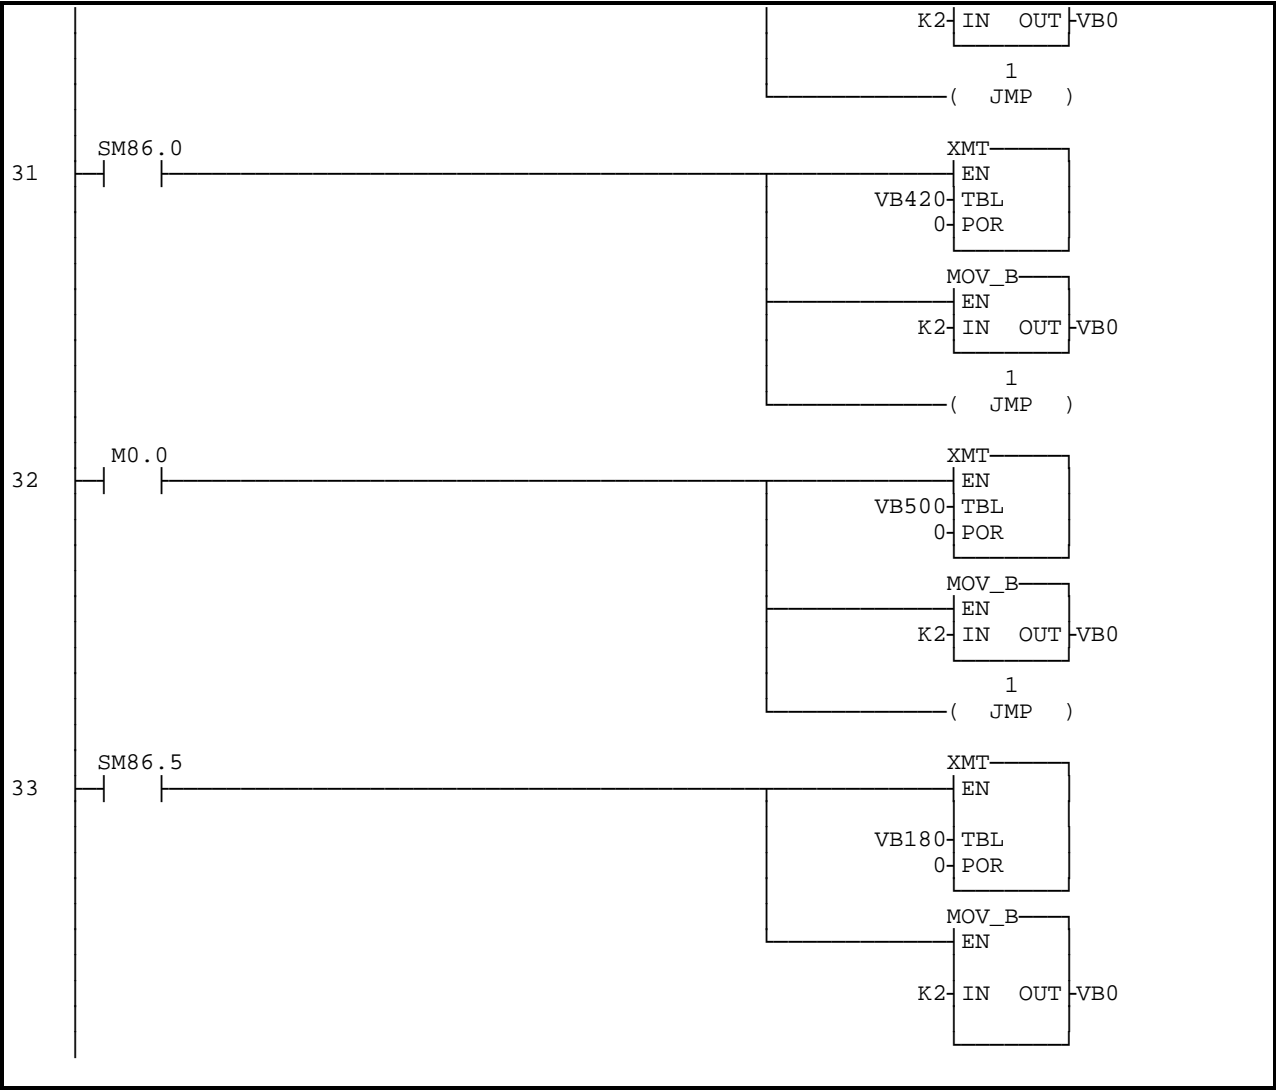 K2 IN OUT VB0
1
( JMP )
SM86.0 XMT
31 EN
VB420 TBL
0 POR
MOV_B
EN
K2 IN OUT VB0
1
( JMP )
M0.0 XMT
32 EN
VB500 TBL
0 POR
MOV_B
EN
K2 IN OUT VB0
1
( JMP )
SM86.5 XMT
33 EN
VB180 TBL
0 POR
MOV_B
EN
K2 IN OUT VB0